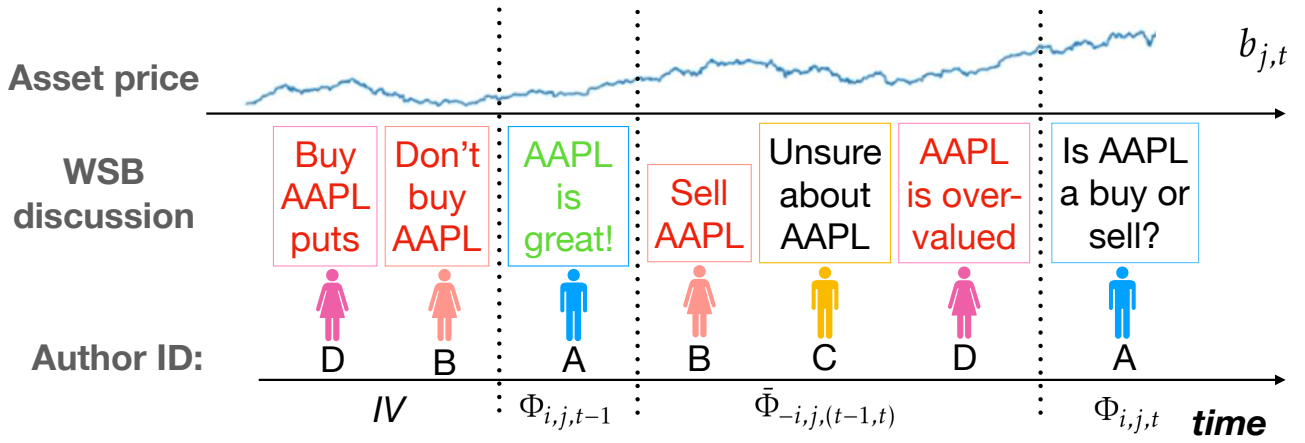 Asset price
b_{j,t}
WSB
discussion
Buy
AAPL
puts
Don't
buy
AAPL
AAPL
is
great!
Sell
AAPL
Unsure
about
AAPL
AAPL
is over-
valued
Is AAPL
a buy or
sell?
Author ID:
D
B
A
B
C
D
A
IV
Φ_{i,j,t−1}
Φ̄_{−i,j,(t−1,t)}
Φ_{i,j,t}
time